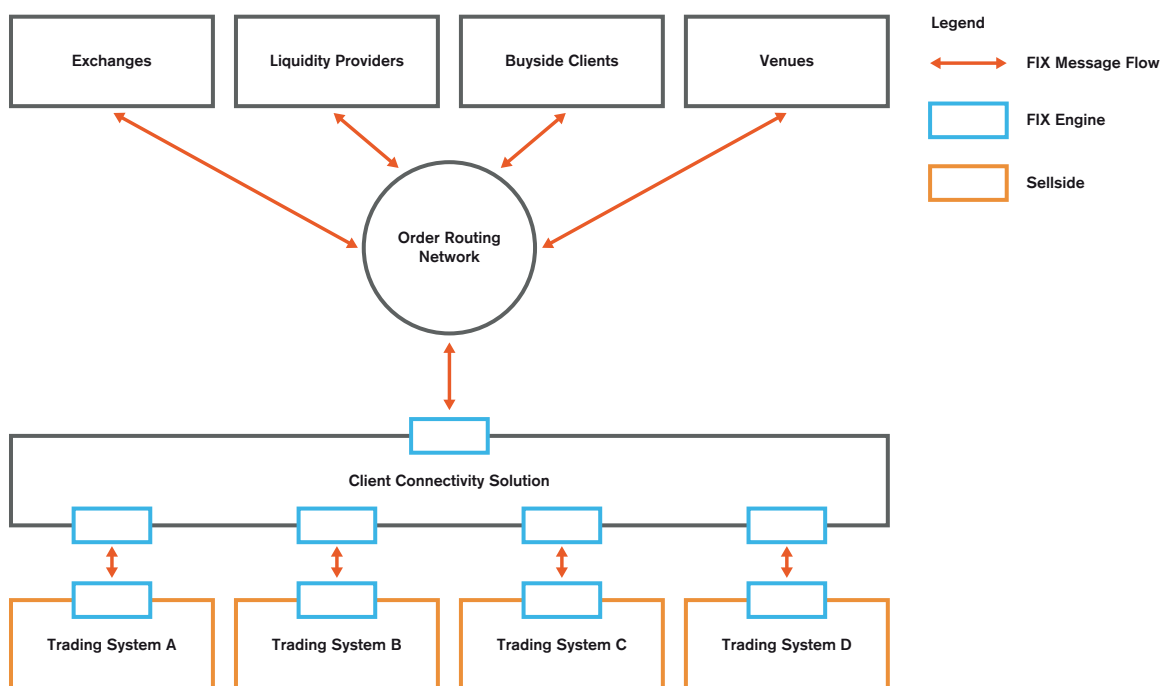 Exchanges
Liquidity Providers
Buyside Clients
Venues
Legend
FIX Message Flow
FIX Engine
Sellside
Order Routing
Network
Client Connectivity Solution
Trading System A
Trading System B
Trading System C
Trading System D